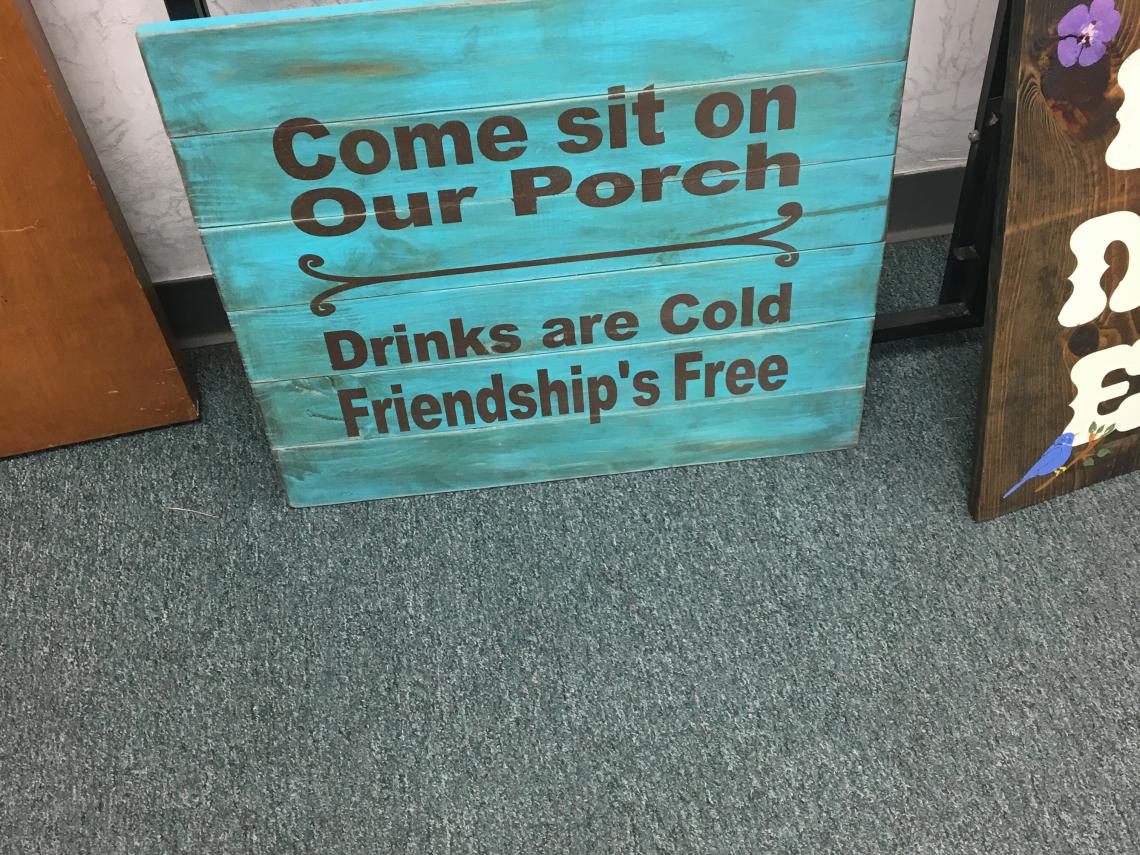 Come sit on
Our Porch
Drinks are Cold
Friendship's Free
n
E